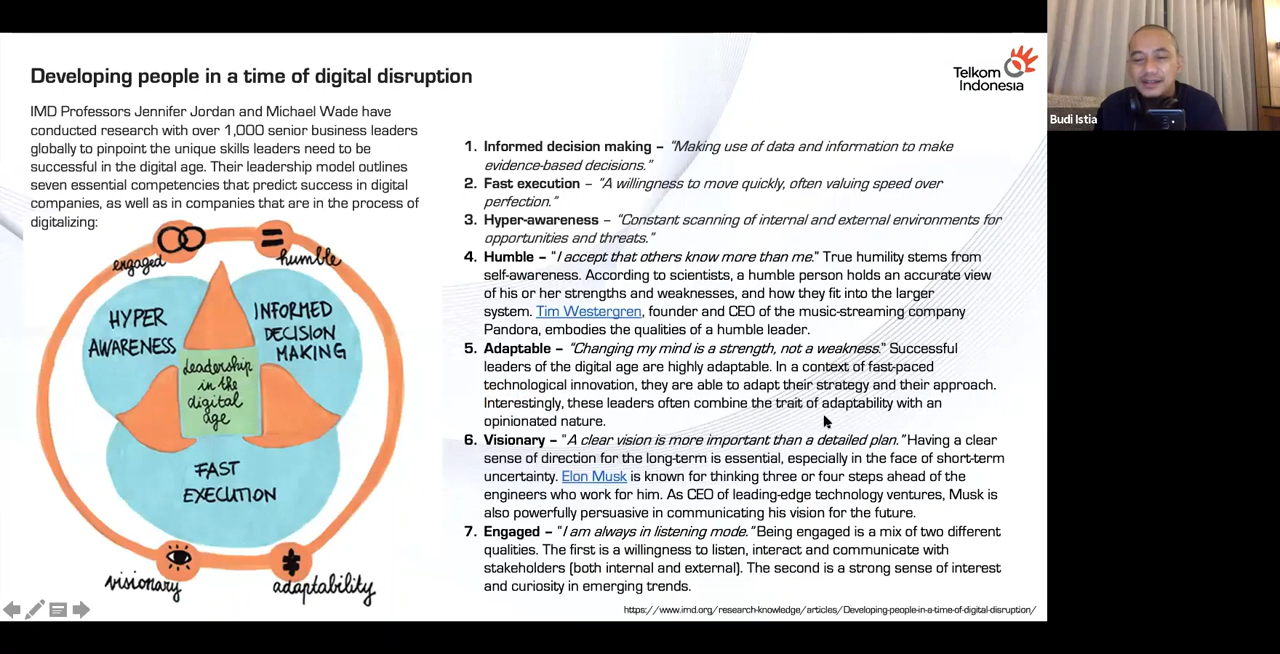 Developing people in a time of digital disruption
Telkom
Indonesia
IMD Professors Jennifer Jordan and Michael Wade have
conducted research with over 1,000 senior business leaders
globally to pinpoint the unique skills leaders need to be
successful in the digital age. Their leadership model outlines
seven essential competencies that predict success in digital
companies, as well as in companies that are in the process of
digitalizing:
engaged
humble
HYPER
AWARENESS
INFORMED
DECISION
MAKING
Leadership
in the
digital
age
FAST
EXECUTION
visionary
adaptability
1. Informed decision making – "Making use of data and information to make
evidence-based decisions."
2. Fast execution – "A willingness to move quickly, often valuing speed over
perfection."
3. Hyper-awareness – "Constant scanning of internal and external environments for
opportunities and threats."
4. Humble – "I accept that others know more than me." True humility stems from
self-awareness. According to scientists, a humble person holds an accurate view
of his or her strengths and weaknesses, and how they fit into the larger
system. Tim Westergren, founder and CEO of the music-streaming company
Pandora, embodies the qualities of a humble leader.
5. Adaptable – "Changing my mind is a strength, not a weakness." Successful
leaders of the digital age are highly adaptable. In a context of fast-paced
technological innovation, they are able to adapt their strategy and their approach.
Interestingly, these leaders often combine the trait of adaptability with an
opinionated nature.
6. Visionary – "A clear vision is more important than a detailed plan." Having a clear
sense of direction for the long-term is essential, especially in the face of short-term
uncertainty. Elon Musk is known for thinking three or four steps ahead of the
engineers who work for him. As CEO of leading-edge technology ventures, Musk is
also powerfully persuasive in communicating his vision for the future.
7. Engaged – "I am always in listening mode." Being engaged is a mix of two different
qualities. The first is a willingness to listen, interact and communicate with
stakeholders (both internal and external). The second is a strong sense of interest
and curiosity in emerging trends.
https://www.imd.org/research-knowledge/articles/Developing-people-in-a-time-of-digital-disruption/
Budi Istia